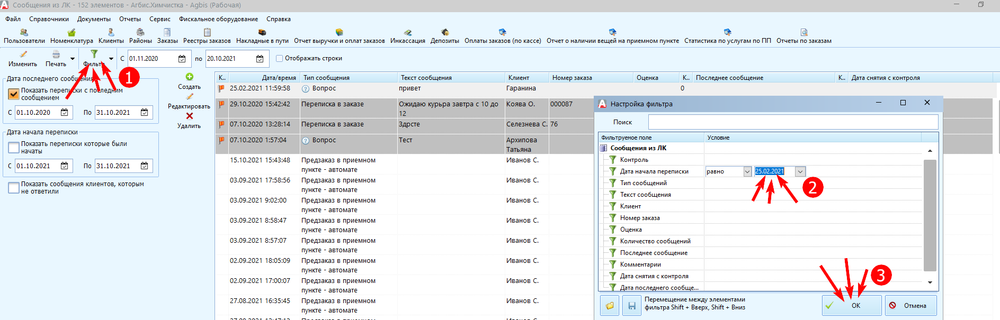 Сообщения из ЛК - 152 элементов - Агбис.Химчистка - Agbis (Рабочая)
Файл Справочники Документы Отчеты Сервис Фискальное оборудование Справка
Пользователи Номенклатура Клиенты Районы Заказы Реестры заказов Накладные в пути Отчет выручки и оплат заказов Инкассация Депозиты Оплаты заказов (по кассе) Отчет о наличии вещей на приемном пункте Статистика по услугам по ПП Отчеты по заказам
Изменить Печать Фильтр С 01.11.2020 по 20.10.2021 Отображать строки
1
Дата последнего сообщения
Показать переписки с последним
сообщением
С 01.10.2020 По 31.10.2021
Дата начала переписки
Показать переписки которые были
начаты
С 01.10.2021 По 31.10.2021
Показать сообщения клиентов, которым
не ответили
Создать
Редактировать
Удалить
К.. Дата/время Тип сообщения Текст сообщения Клиент Номер заказа Оценка К.. Последнее сообщение К.. Дата снятия с контроля
25.02.2021 11:59:58 Вопрос привет Гаранина 0
29.10.2020 15:42:42 Переписка в заказе Ожидаю курьра завтра с 10 до Коява О. 000087
12
07.10.2020 13:28:14 Переписка в заказе Здрсте Селезнева С. 76
07.10.2020 1:57:04 Вопрос Тест Архипова
Татьяна
15.10.2021 15:43:48 Предзаказ в приемном Иванов С.
пункте - автомате
03.09.2021 17:58:56 Предзаказ в приемном Иванов С.
пункте - автомате
03.09.2021 9:02:00 Предзаказ в приемном Иванов С.
пункте - автомате
03.09.2021 8:58:47 Предзаказ в приемном Иванов С.
пункте - автомате
03.09.2021 8:57:07 Предзаказ в приемном Иванов С.
пункте - автомате
02.09.2021 18:05:09 Предзаказ в приемном Иванов С.
пункте - автомате
02.09.2021 17:00:07 Предзаказ в приемном Иванов С.
пункте - автомате
27.08.2021 16:35:45 Предзаказ в приемном Иванов С.
пункте - автомате
Настройка фильтра
Поиск
Фильтруемое поле Условие
Сообщения из ЛК
Контроль
Дата начала переписки равно 25.02.2021
2
Тип сообщений
Текст сообщения
Клиент
Номер заказа
Оценка
Количество сообщений
Последнее сообщение
Комментарии
Дата снятия с контроля
Дата последнего сообще...
3
Перемещение между элементами
фильтра Shift + Вверх, Shift + Вниз
ОК Отмена